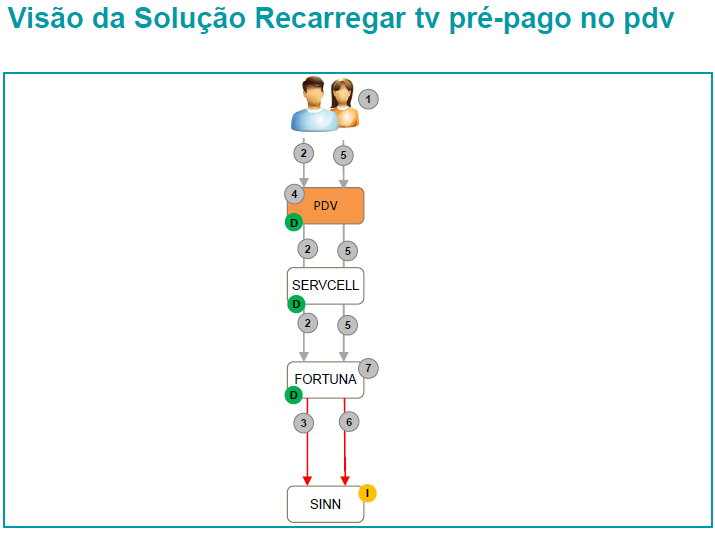 Visão da Solução Recarregar tv pré-pago no pdv
1
2 5
4
PDV
D
2 5
SERVCELL
D
2 5
7
FORTUNA
D
3 6
I
SINN